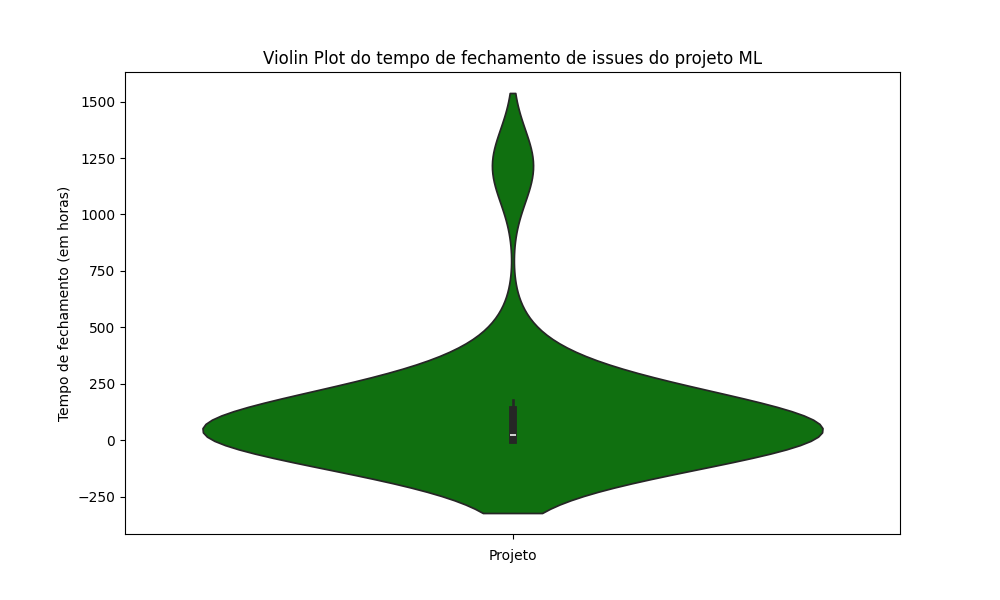 Violin Plot do tempo de fechamento de issues do projeto ML
1500
1250
1000
750
500
250
0
−250
Tempo de fechamento (em horas)
Projeto